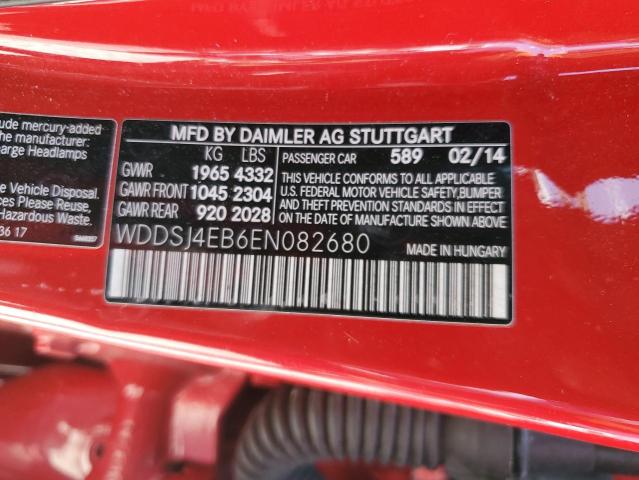 ude mercury-added
the manufacturer:
arge Headlamps
e Vehicle Disposal.
ces Please Reuse,
Hazardous Waste.
36 17
MFD BY DAIMLER AG STUTTGART
KG LBS
GVWR 1965 4332
GAWR FRONT 1045 2304
GAWR REAR 920 2028
PASSENGER CAR 589 02/14
THIS VEHICLE CONFORMS TO ALL APPLICABLE
U.S. FEDERAL MOTOR VEHICLE SAFETY,BUMPER
AND THEFT PREVENTION STANDARDS IN EFFECT
ON THE DATE OF MANUFACTURE SHOWN ABOVE
WDDSJ4EB6EN082680
MADE IN HUNGARY